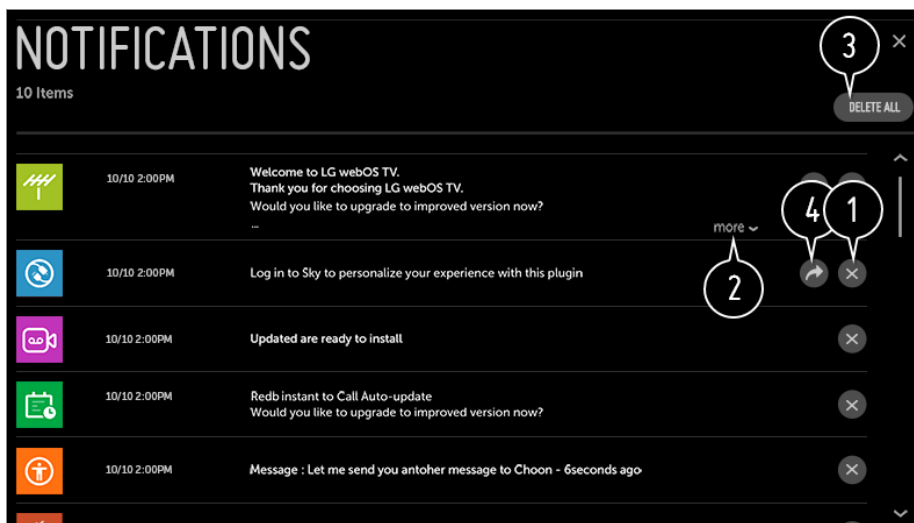 NOTIFICATIONS
10 Items
3
DELETE ALL
10/10 2:00PM
Welcome to LG webOS TV.
Thank you for choosing LG webOS TV.
Would you like to upgrade to improved version now?
...
more
4
1
2
10/10 2:00PM
Log in to Sky to personalize your experience with this plugin
10/10 2:00PM
Updated are ready to install
10/10 2:00PM
Redb instant to Call Auto-update
Would you like to upgrade to improved version now?
10/10 2:00PM
Message : Let me send you antoher message to Choon - 6seconds ago